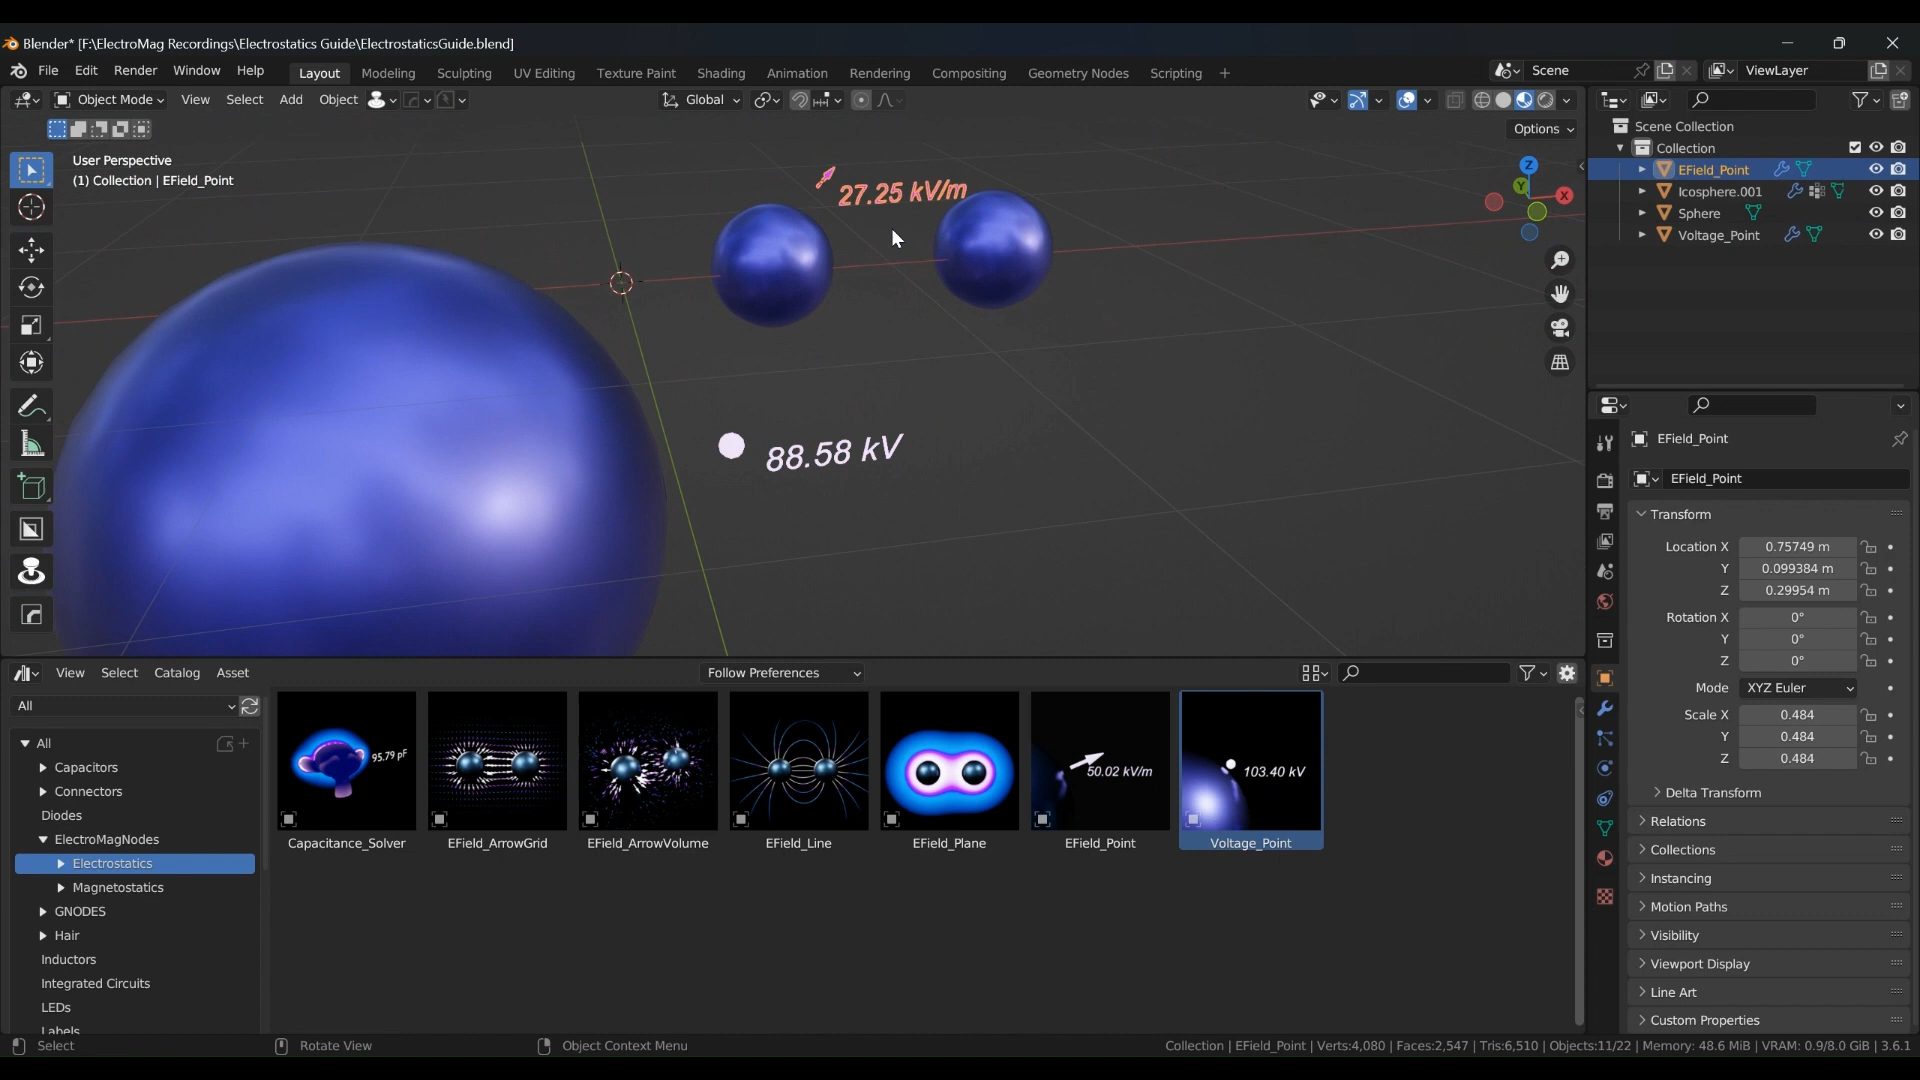 Blender* [F:\ElectroMag Recordings\Electrostatics Guide\ElectrostaticsGuide.blend]
File Edit Render Window Help Layout Modeling Sculpting UV Editing Texture Paint Shading Animation Rendering Compositing Geometry Nodes Scripting + Scene ViewLayer
Object Mode View Select Add Object Global
Options
User Perspective
(1) Collection | EField_Point
Z
Y
X
27.25 kV/m
88.58 kV
Scene Collection
Collection
EField_Point
Icosphere.001
Sphere
Voltage_Point
EField_Point
EField_Point
Transform
Location X 0.75749 m
Y 0.099384 m
Z 0.29954 m
Rotation X 0°
Y 0°
Z 0°
Mode XYZ Euler
Scale X 0.484
Y 0.484
Z 0.484
Delta Transform
Relations
Collections
Instancing
Motion Paths
Visibility
Viewport Display
Line Art
Custom Properties
View Select Catalog Asset Follow Preferences
All
All
Capacitors
Connectors
Diodes
ElectroMagNodes
Electrostatics
Magnetostatics
GNODES
Hair
Inductors
Integrated Circuits
LEDs
Labels
95.79 pF
50.02 kV/m
103.40 kV
Capacitance_Solver EField_ArrowGrid EField_ArrowVolume EField_Line EField_Plane EField_Point Voltage_Point
Select Rotate View Object Context Menu Collection | EField_Point | Verts:4,080 | Faces:2,547 | Tris:6,510 | Objects:11/22 | Memory: 48.6 MiB | VRAM: 0.9/8.0 GiB | 3.6.1